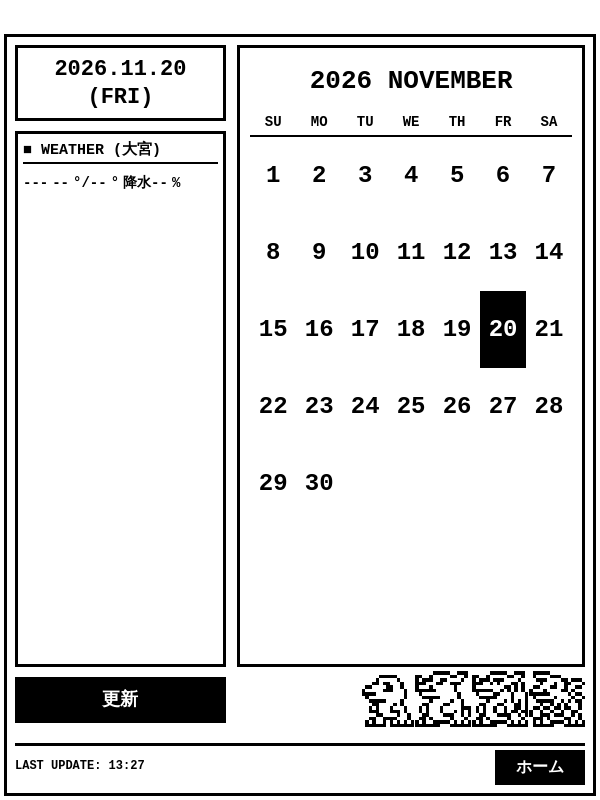 2026.11.20
(FRI)
■ WEATHER (大宮)
--- -- °/-- ° 降水-- %
2026 NOVEMBER
SU MO TU WE TH FR SA
1 2 3 4 5 6 7
8 9 10 11 12 13 14
15 16 17 18 19 20 21
22 23 24 25 26 27 28
29 30
更新
LAST UPDATE: 13:27
ホーム